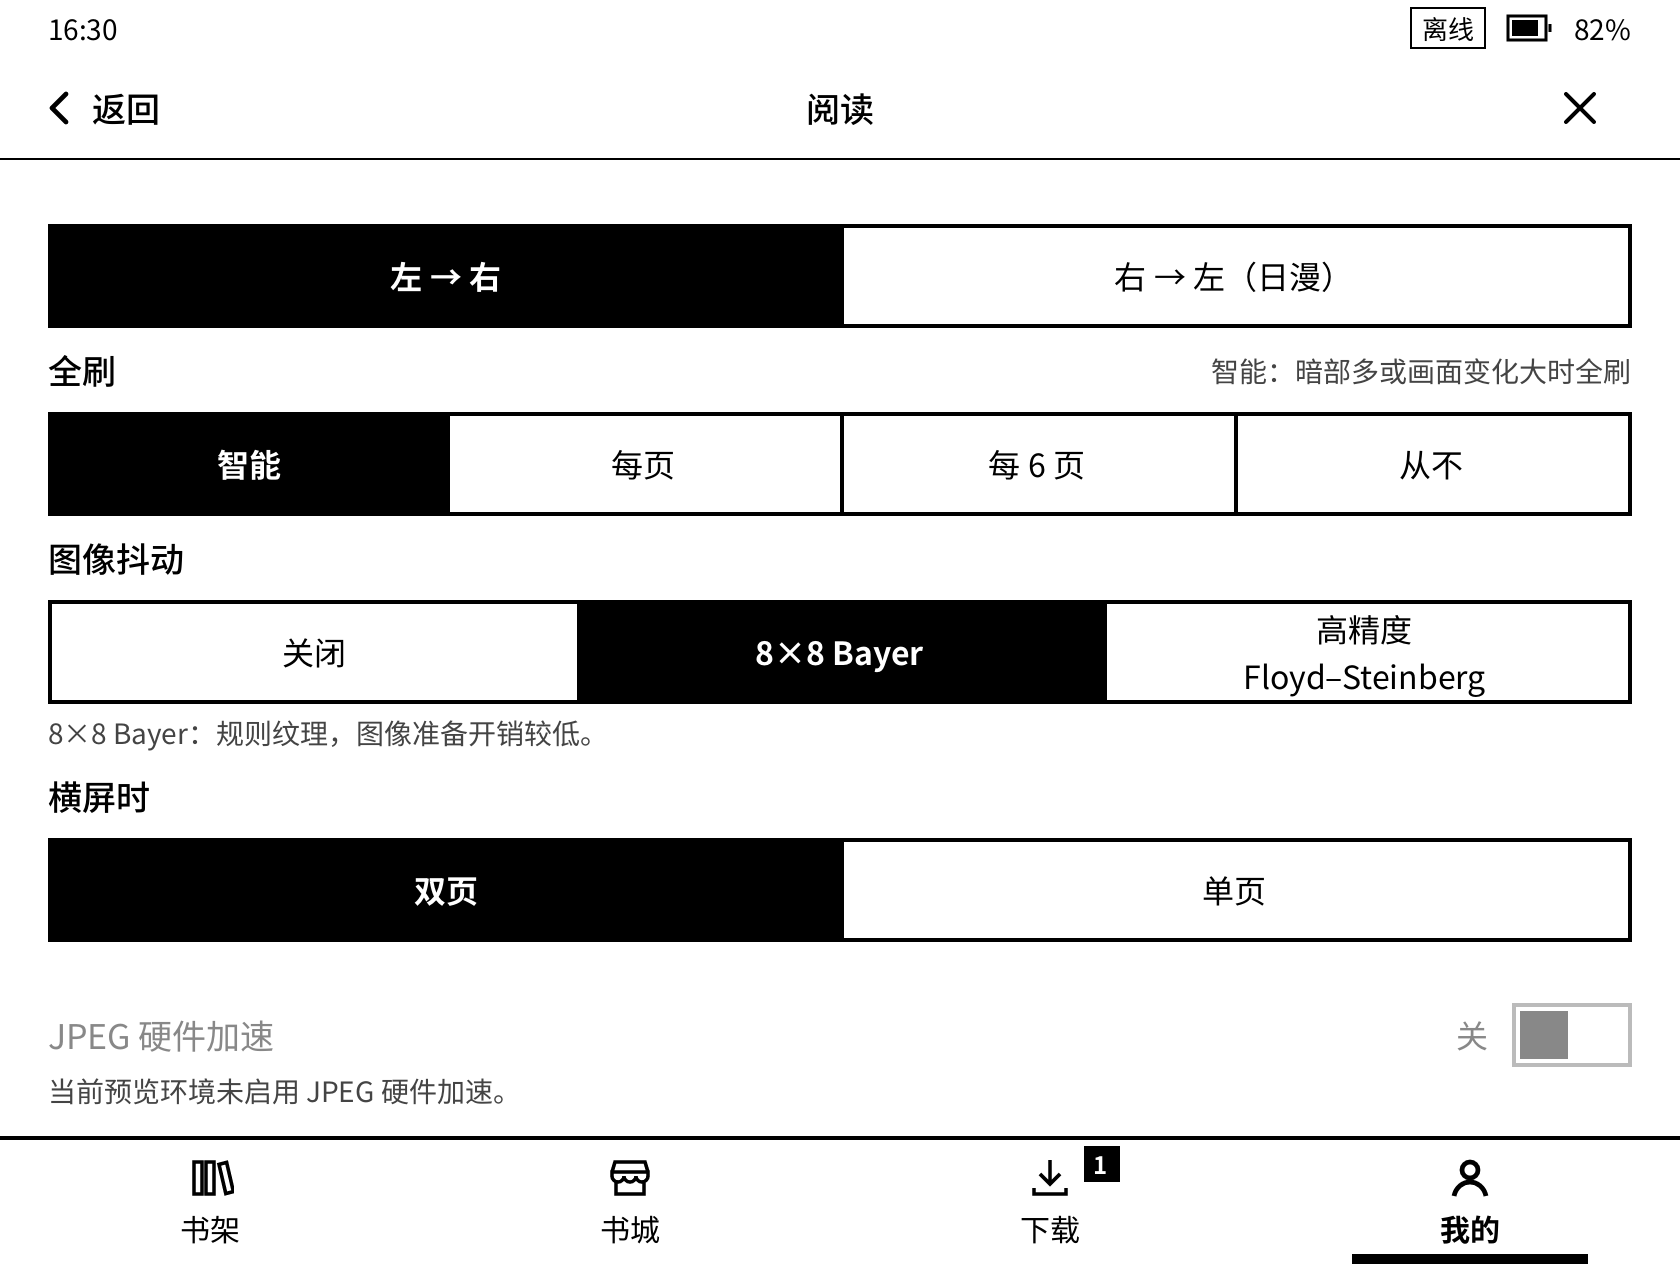 16:30
离线
82%
返回
阅读
左 → 右
右 → 左（日漫）
全刷
智能：暗部多或画面变化大时全刷
智能
每页
每 6 页
从不
图像抖动
关闭
8×8 Bayer
高精度
Floyd–Steinberg
8×8 Bayer：规则纹理，图像准备开销较低。
横屏时
双页
单页
JPEG 硬件加速
关
当前预览环境未启用 JPEG 硬件加速。
书架
书城
1
下载
我的